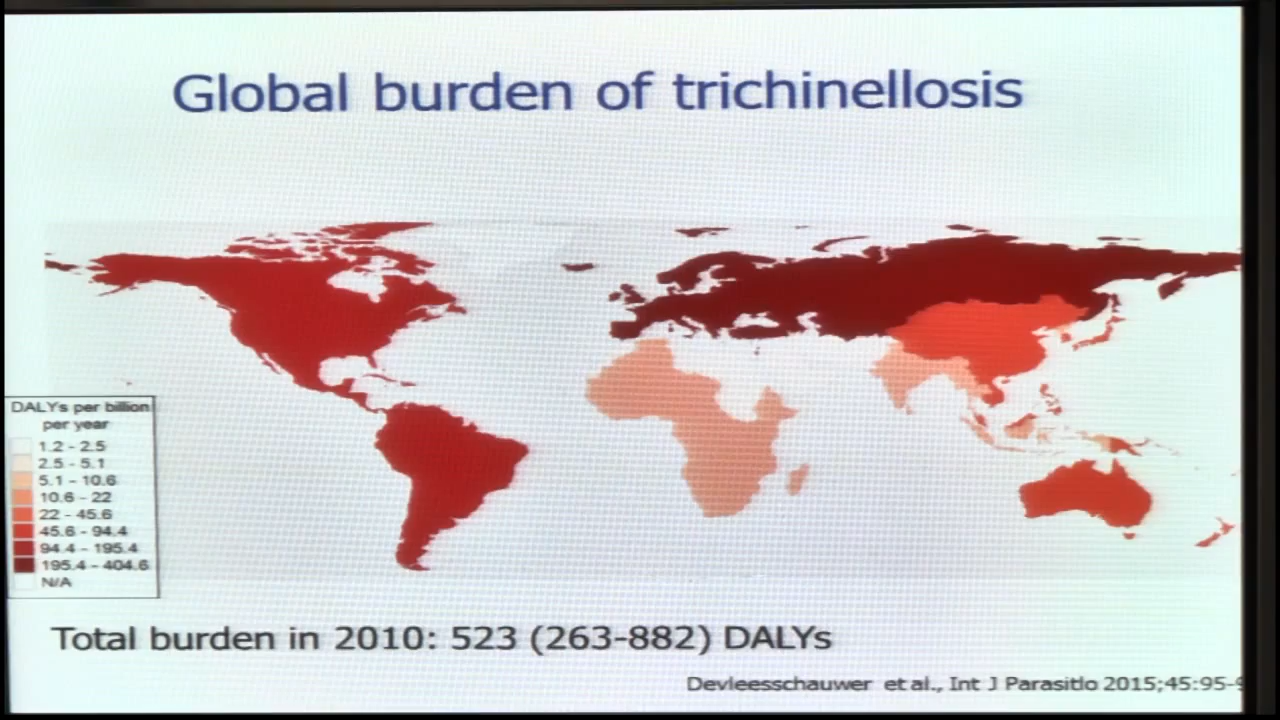 Global burden of trichinellosis
DALYs per billion
per year
1.2 - 2.5
2.5 - 5.1
5.1 - 10.6
10.6 - 22
22 - 45.6
45.6 - 94.4
94.4 - 195.4
195.4 - 404.6
N/A
Total burden in 2010: 523 (263-882) DALYs
Devleesschauwer et al., Int J Parasitlo 2015;45:95-9